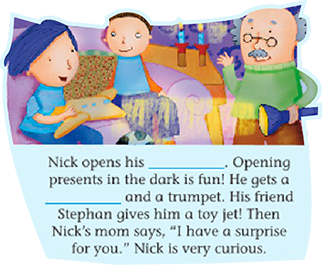 Nick opens his __________. Opening
presents in the dark is fun! He gets a
__________ and a trumpet. His friend
Stephan gives him a toy jet! Then
Nick's mom says, “I have a surprise
for you.” Nick is very curious.